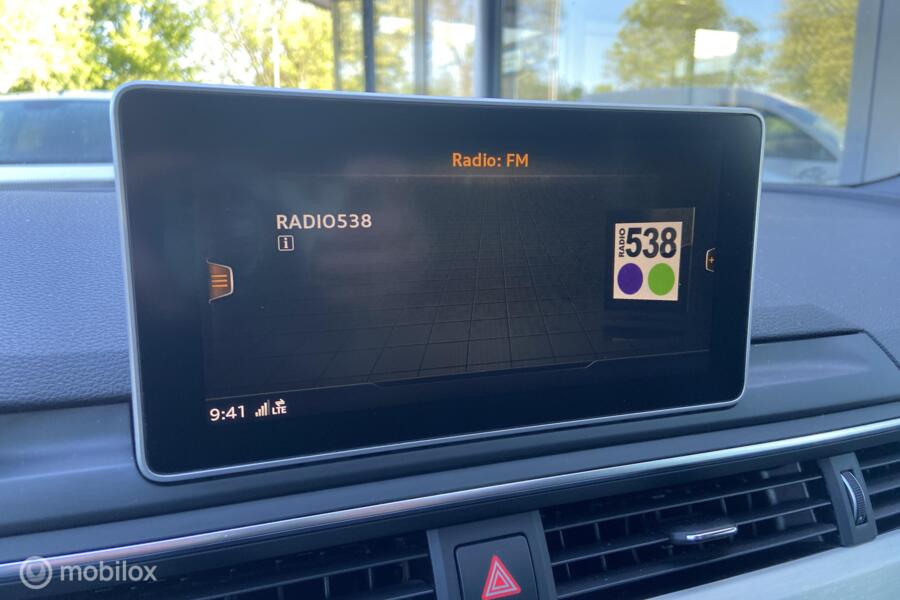 Radio: FM
RADIO538
i
RADIO
538
+
9:41 LTE
mobilox